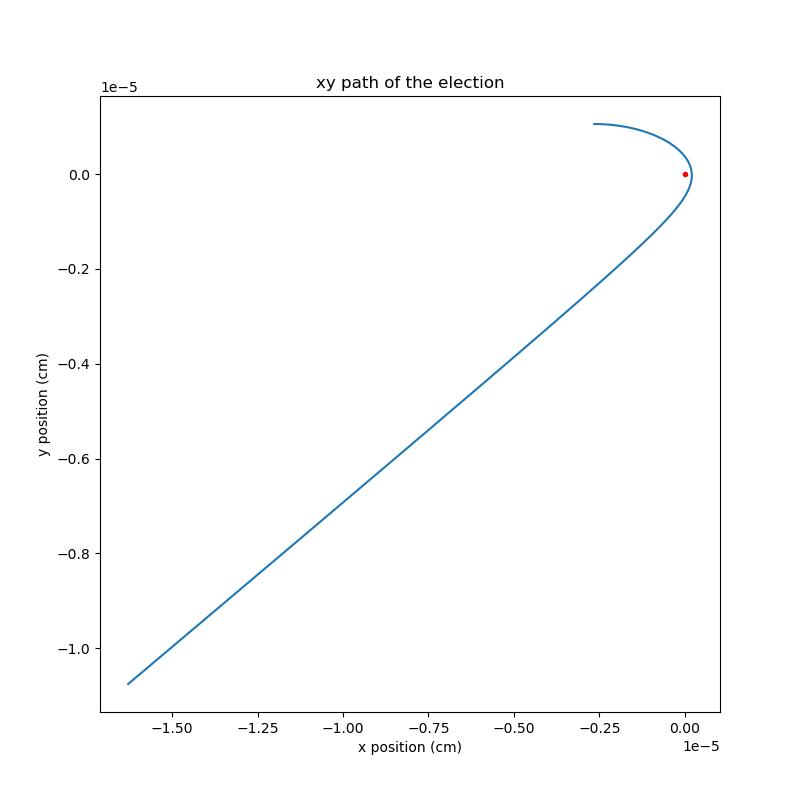 xy path of the election
1e−5
0.0
−0.2
−0.4
−0.6
−0.8
−1.0
y position (cm)
−1.50
−1.25
−1.00
−0.75
−0.50
−0.25
0.00
x position (cm)
1e−5